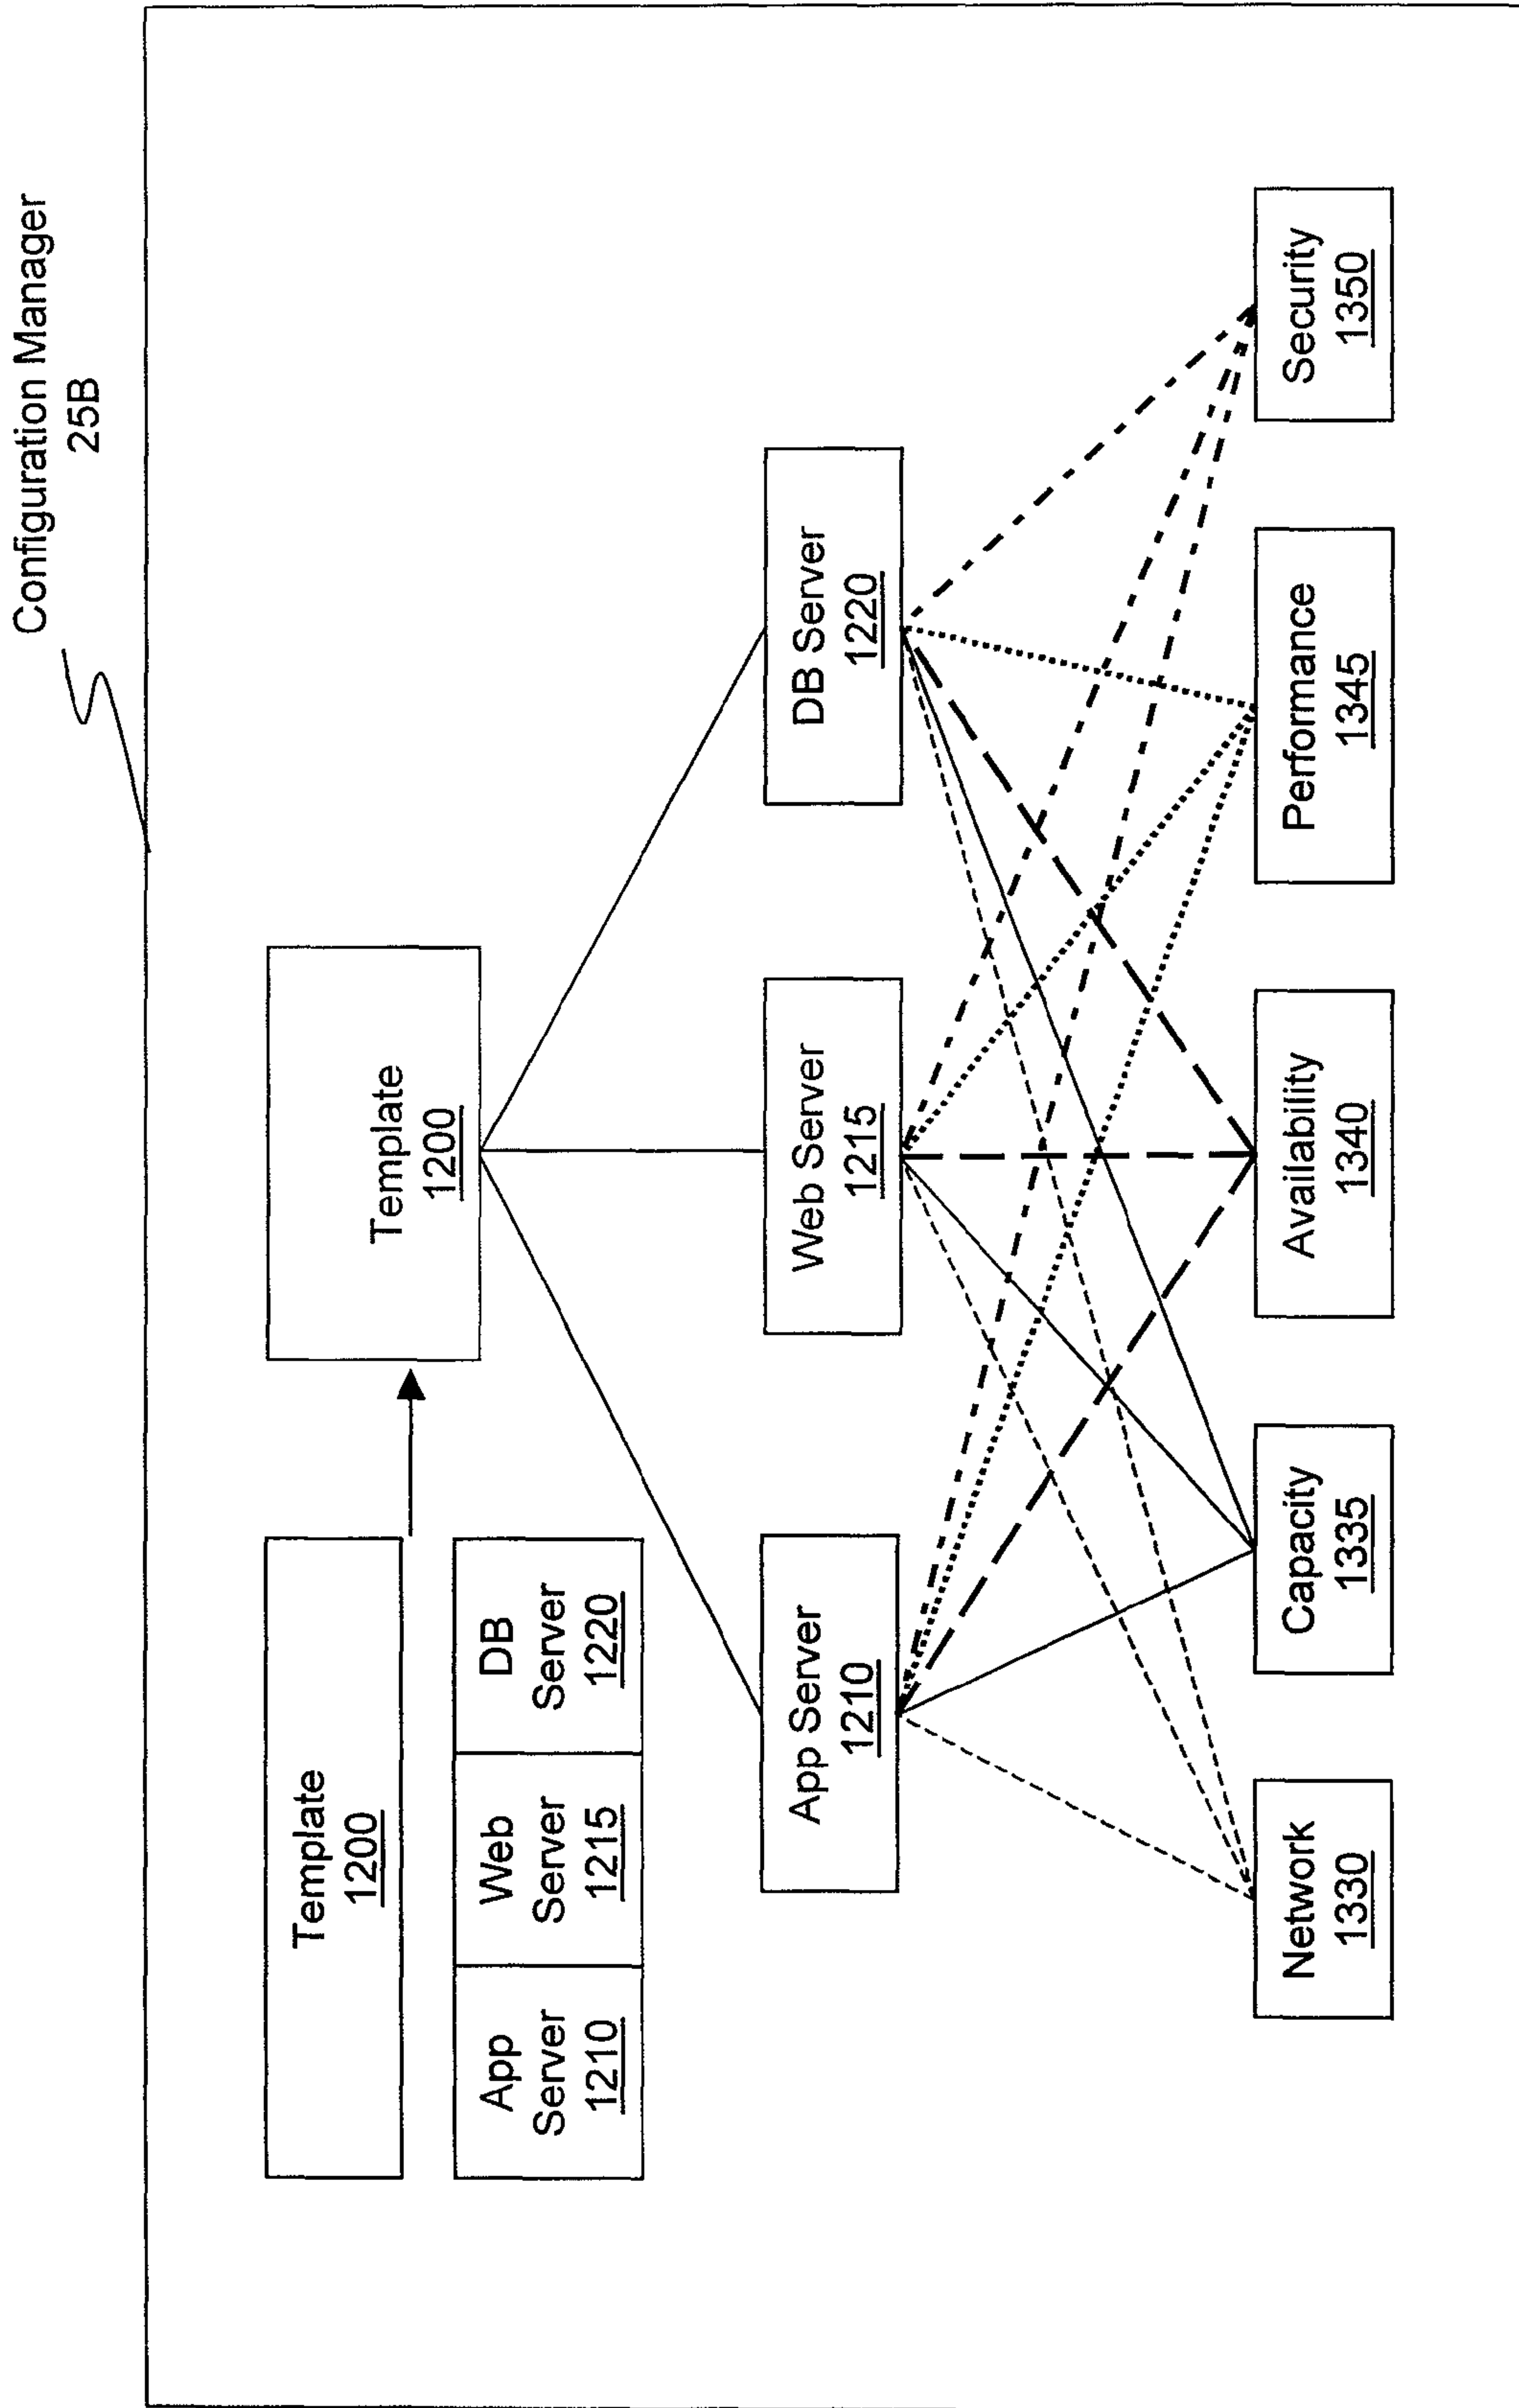 Configuration Manager
25B
Template
1200
App
Server
1210
Web
Server
1215
DB
Server
1220
Template
1200
App Server
1210
Web Server
1215
DB Server
1220
Network
1330
Capacity
1335
Availability
1340
Performance
1345
Security
1350